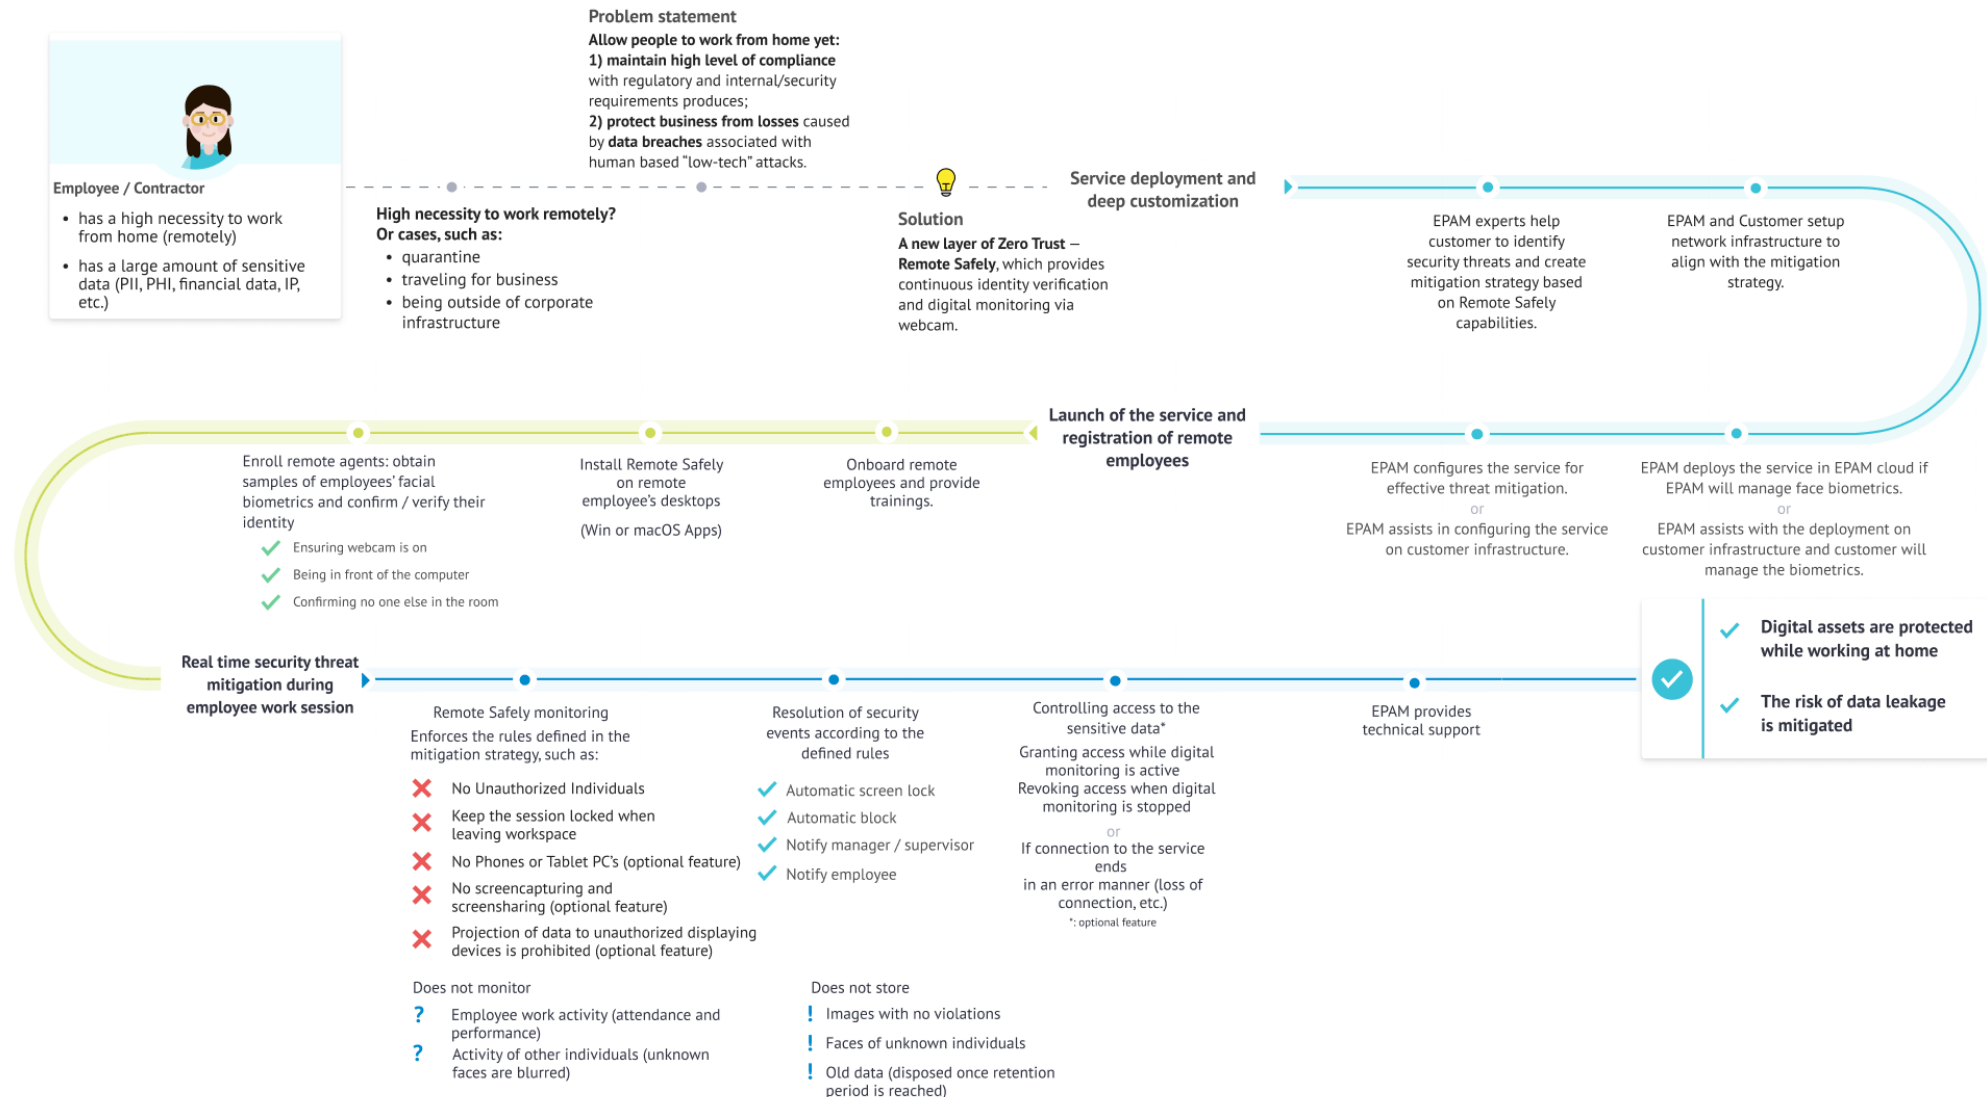 Problem statement
Allow people to work from home yet:
1) maintain high level of compliance
with regulatory and internal/security
requirements produces;
2) protect business from losses caused
by data breaches associated with
human based “low-tech” attacks.
Employee / Contractor
• has a high necessity to work
from home (remotely)
• has a large amount of sensitive
data (PII, PHI, financial data, IP,
etc.)
High necessity to work remotely?
Or cases, such as:
• quarantine
• traveling for business
• being outside of corporate
infrastructure
Solution
A new layer of Zero Trust –
Remote Safely, which provides
continuous identity verification
and digital monitoring via
webcam.
Service deployment and
deep customization
EPAM experts help
customer to identify
security threats and create
mitigation strategy based
on Remote Safely
capabilities.
EPAM and Customer setup
network infrastructure to
align with the mitigation
strategy.
EPAM deploys the service in EPAM cloud if
EPAM will manage face biometrics.
or
EPAM assists with the deployment on
customer infrastructure and customer will
manage the biometrics.
EPAM configures the service for
effective threat mitigation.
or
EPAM assists in configuring the service
on customer infrastructure.
Launch of the service and
registration of remote
employees
Onboard remote
employees and provide
trainings.
Install Remote Safely
on remote
employee’s desktops
(Win or macOS Apps)
Enroll remote agents: obtain
samples of employees’ facial
biometrics and confirm / verify their
identity
Ensuring webcam is on
Being in front of the computer
Confirming no one else in the room
Real time security threat
mitigation during
employee work session
Remote Safely monitoring
Enforces the rules defined in the
mitigation strategy, such as:
No Unauthorized Individuals
Keep the session locked when
leaving workspace
No Phones or Tablet PC’s (optional feature)
No screencapturing and
screensharing (optional feature)
Projection of data to unauthorized displaying
devices is prohibited (optional feature)
Does not monitor
? Employee work activity (attendance and
performance)
? Activity of other individuals (unknown
faces are blurred)
Resolution of security
events according to the
defined rules
Automatic screen lock
Automatic block
Notify manager / supervisor
Notify employee
Does not store
! Images with no violations
! Faces of unknown individuals
! Old data (disposed once retention
period is reached)
Controlling access to the
sensitive data*
Granting access while digital
monitoring is active
Revoking access when digital
monitoring is stopped
or
If connection to the service
ends
in an error manner (loss of
connection, etc.)
*: optional feature
EPAM provides
technical support
Digital assets are protected
while working at home
The risk of data leakage
is mitigated